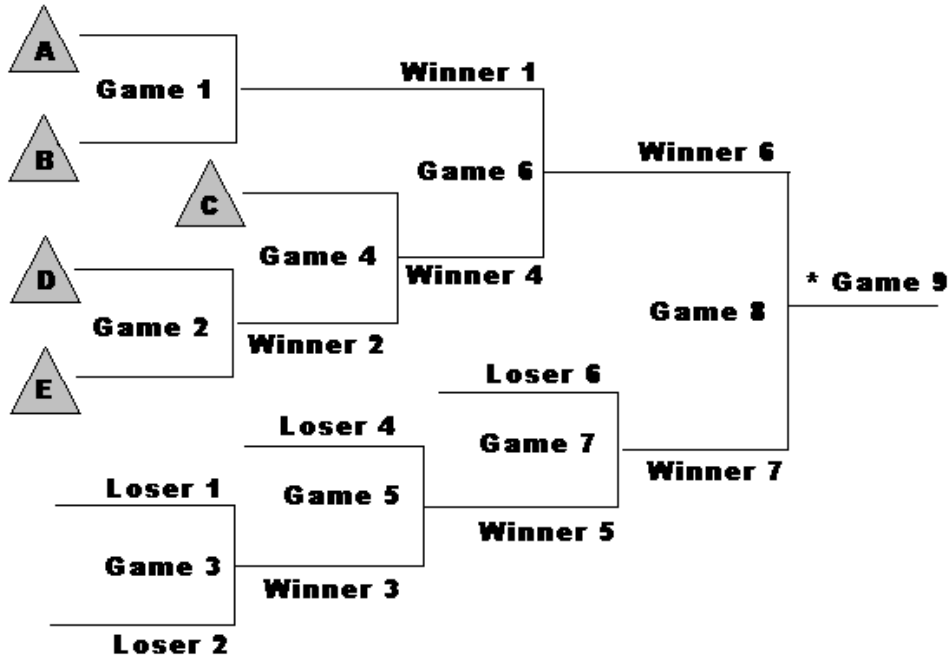 A
Game 1
Winner 1
B
Winner 6
Game 6
C
Game 4
Winner 4
D
* Game 9
Game 2
Winner 2
Game 8
E
Loser 6
Loser 4
Game 7
Winner 7
Loser 1
Game 5
Winner 5
Game 3
Winner 3
Loser 2